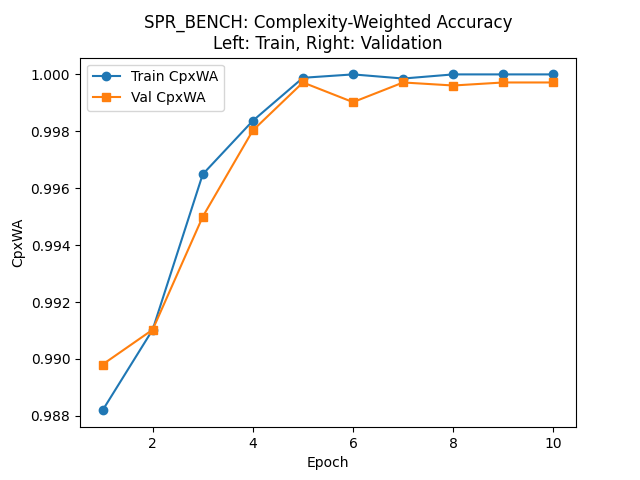 SPR_BENCH: Complexity-Weighted Accuracy
Left: Train, Right: Validation
Train CpxWA
Val CpxWA
CpxWA
1.000
0.998
0.996
0.994
0.992
0.990
0.988
2 4 6 8 10
Epoch